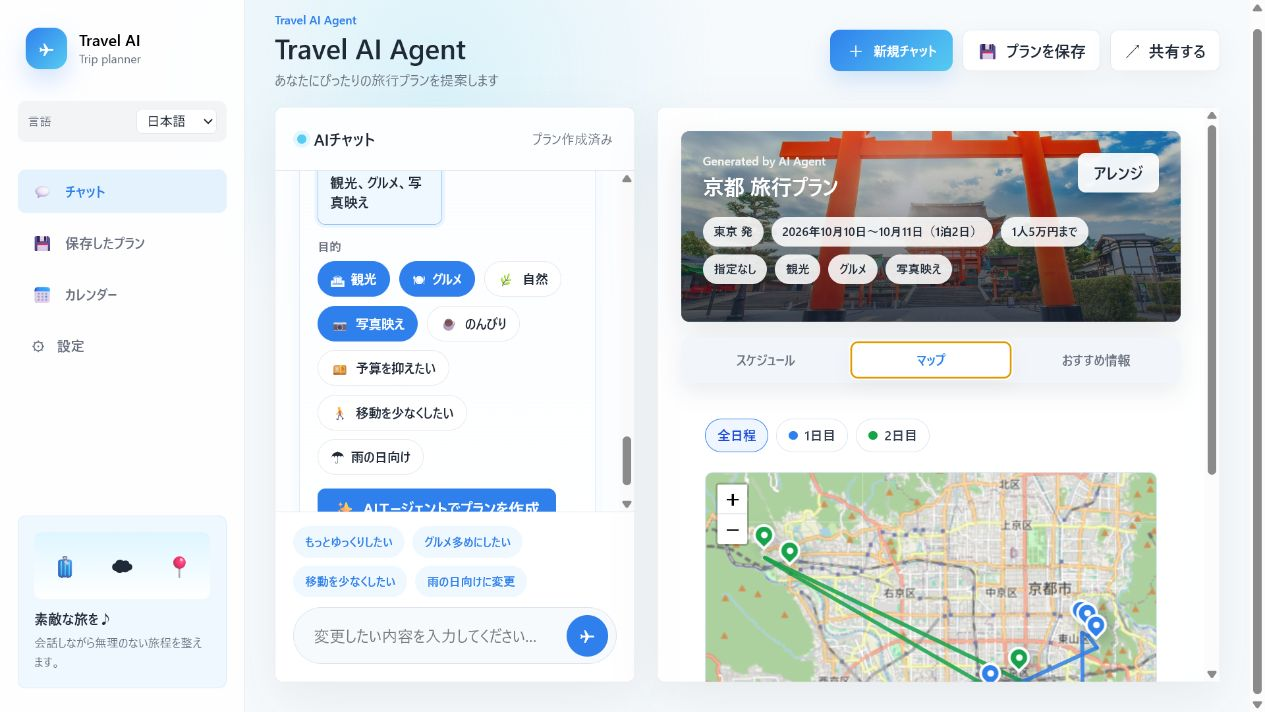 Travel AI
Trip planner
言語
日本語
チャット
保存したプラン
カレンダー
設定
素敵な旅を♪
会話しながら無理のない旅程を整え
ます。
Travel AI Agent
Travel AI Agent
あなたにぴったりの旅行プランを提案します
新規チャット
プランを保存
共有する
AIチャット
プラン作成済み
観光、グルメ、写
真映え
目的
観光
グルメ
自然
写真映え
のんびり
予算を抑えたい
移動を少なくしたい
雨の日向け
AIエージェントでプランを作成
もっとゆっくりしたい
グルメ多めにしたい
移動を少なくしたい
雨の日向けに変更
変更したい内容を入力してください...
Generated by AI Agent
京都 旅行プラン
アレンジ
東京 発
2026年10月10日～10月11日（1泊2日）
1人5万円まで
指定なし
観光
グルメ
写真映え
スケジュール
マップ
おすすめ情報
全日程
1日目
2日目
+
−
北区
上京区
右京区
中京区
京都市
東山区